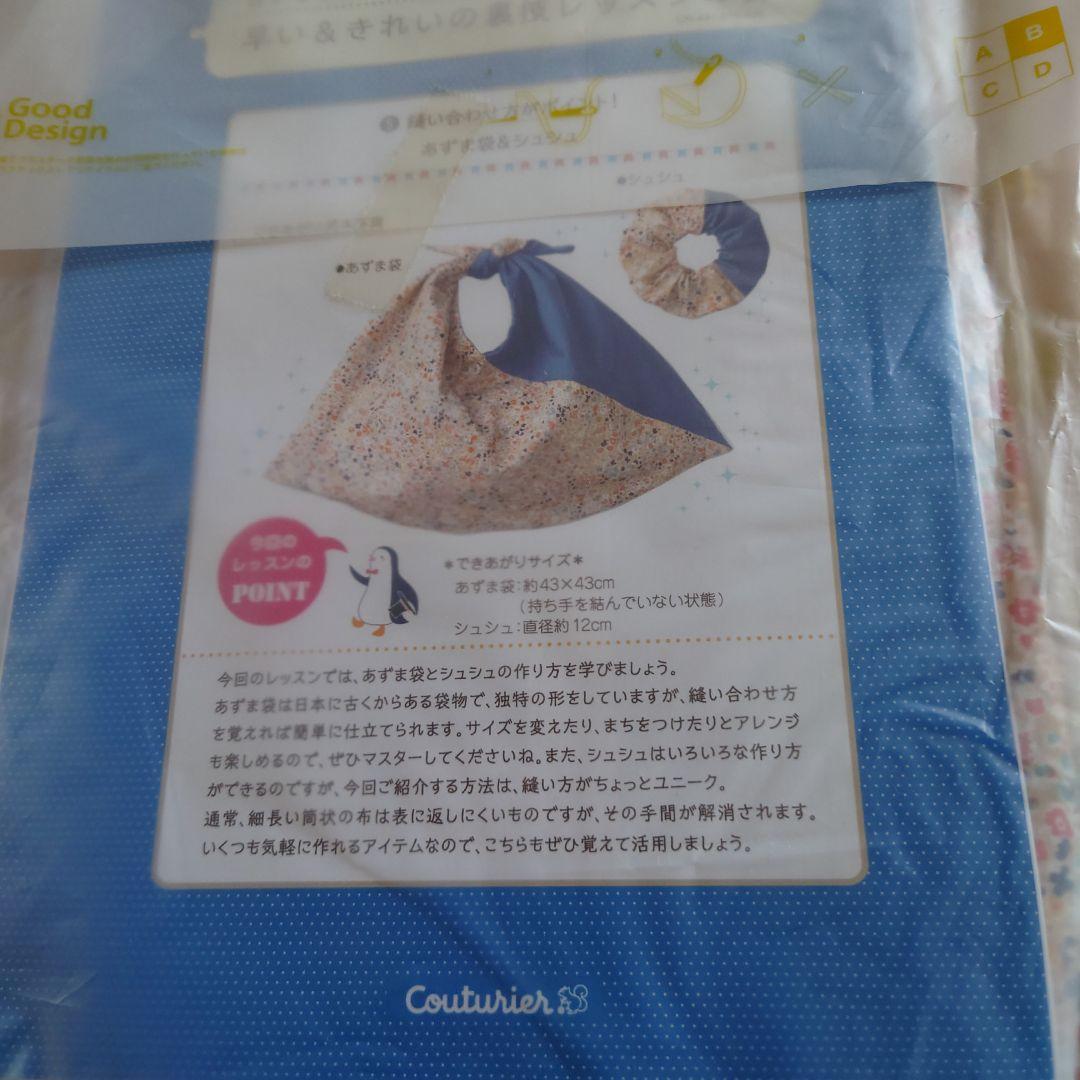 早い＆きれいの裏技レッスン
Good
Design
A B
C D
縫い合わせ方がポイント!
あずま袋&シュシュ
●シュシュ
●あずま袋
今回の
レッスンの
POINT
＊できあがりサイズ＊
あずま袋:約43×43cm
(持ち手を結んでいない状態)
シュシュ:直径約12cm
今回のレッスンでは、あずま袋とシュシュの作り方を学びましょう。
あずま袋は日本に古くからある袋物で、独特の形をしていますが、縫い合わせ方
を覚えれば簡単に仕立てられます。サイズを変えたり、まちをつけたりとアレンジ
も楽しめるので、ぜひマスターしてくださいね。また、シュシュはいろいろな作り方
ができるのですが、今回ご紹介する方法は、縫い方がちょっとユニーク。
通常、細長い筒状の布は表に返しにくいものですが、その手間が解消されます。
いくつも気軽に作れるアイテムなので、こちらもぜひ覚えて活用しましょう。
Couturier